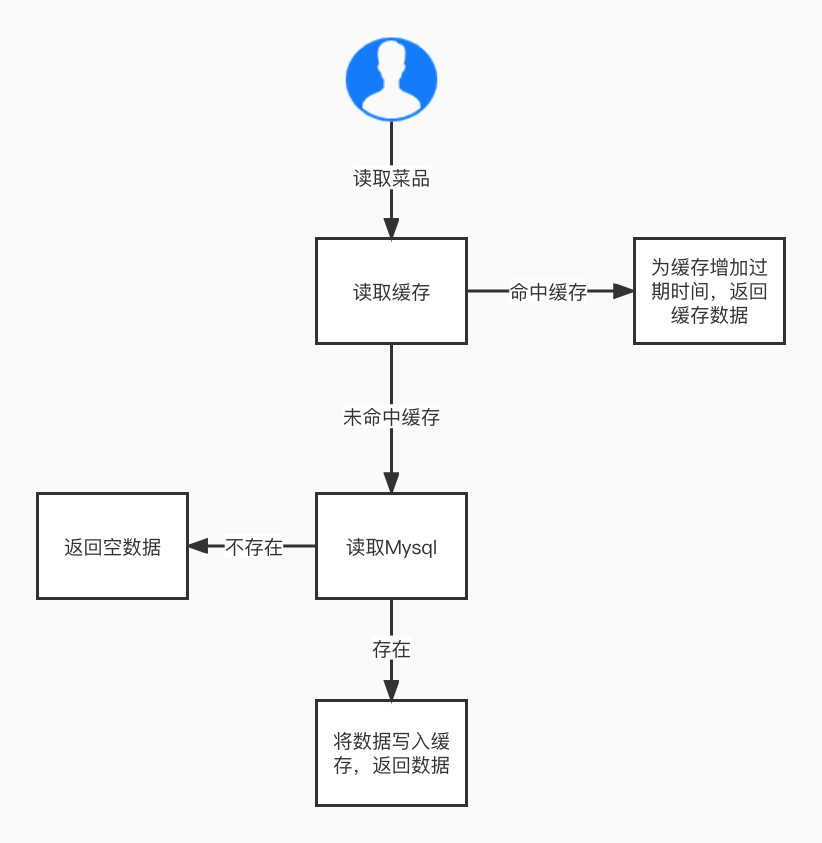 读取菜品
读取缓存
命中缓存
为缓存增加过
期时间，返回
缓存数据
未命中缓存
返回空数据
不存在
读取Mysql
存在
将数据写入缓
存，返回数据